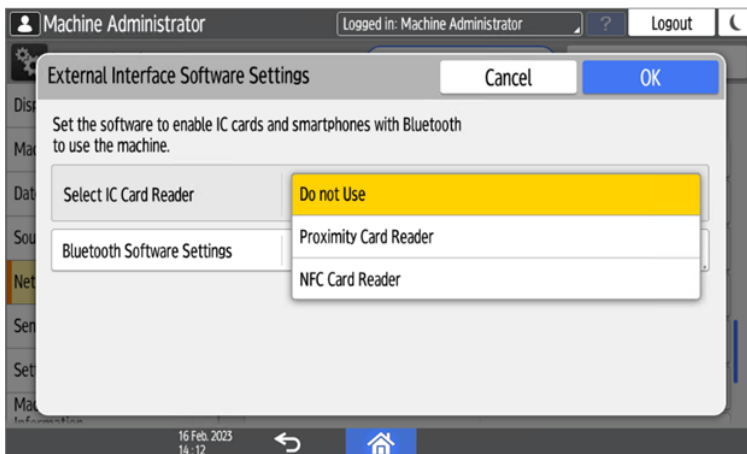 Machine Administrator
Logged in: Machine Administrator
?
Logout
External Interface Software Settings
Cancel
OK
Set the software to enable IC cards and smartphones with Bluetooth
to use the machine.
Select IC Card Reader
Do not Use
Proximity Card Reader
NFC Card Reader
Bluetooth Software Settings
Information
16 Feb. 2023
14:12